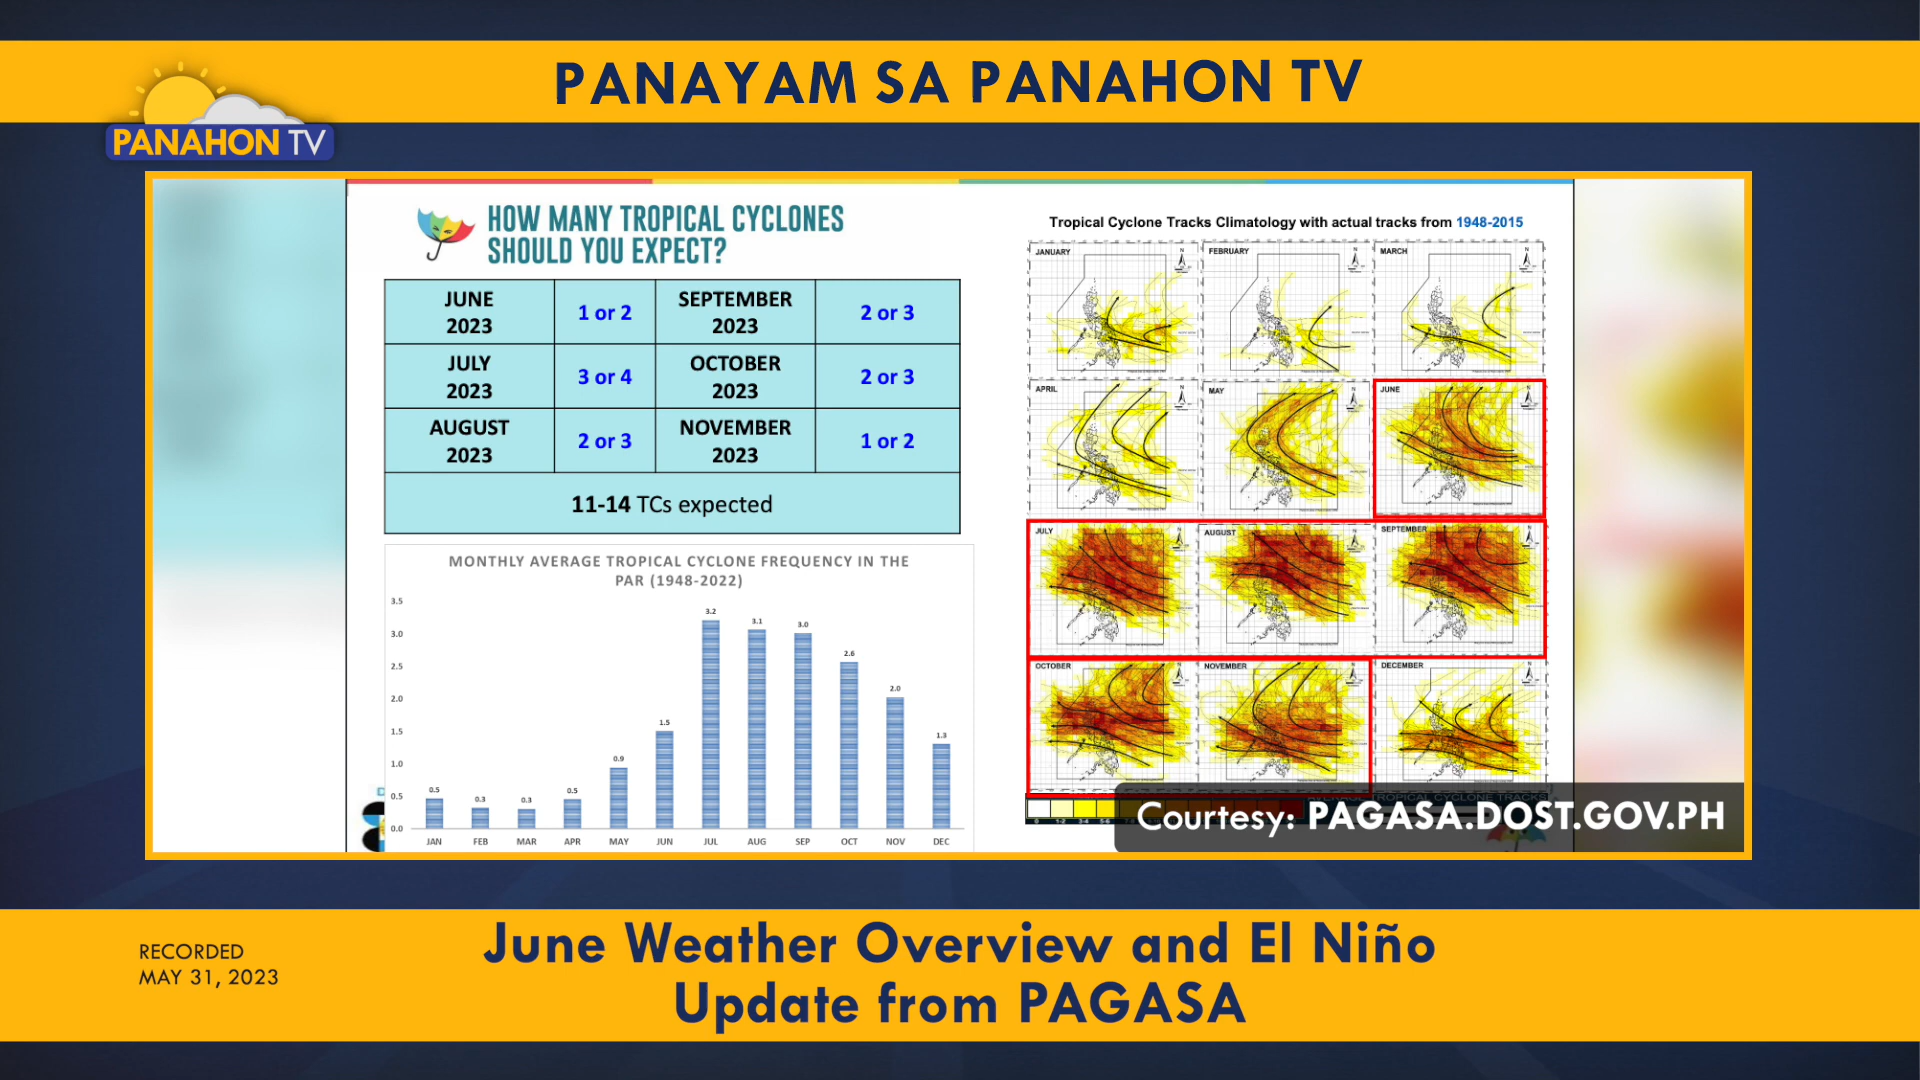 PANAYAM SA PANAHON TV
PANAHON TV
HOW MANY TROPICAL CYCLONES
SHOULD YOU EXPECT?
JUNE
2023
1 or 2
SEPTEMBER
2023
2 or 3
JULY
2023
3 or 4
OCTOBER
2023
2 or 3
AUGUST
2023
2 or 3
NOVEMBER
2023
1 or 2
11-14 TCs expected
MONTHLY AVERAGE TROPICAL CYCLONE FREQUENCY IN THE
PAR (1948-2022)
3.5
3.0
2.5
2.0
1.5
1.0
0.5
0.0
0.5
0.3
0.3
0.5
0.9
1.5
3.2
3.1
3.0
2.6
2.0
1.3
JAN FEB MAR APR MAY JUN JUL AUG SEP OCT NOV DEC
Tropical Cyclone Tracks Climatology with actual tracks from 1948-2015
JANUARY
FEBRUARY
MARCH
APRIL
MAY
JUNE
JULY
AUGUST
SEPTEMBER
OCTOBER
NOVEMBER
DECEMBER
Courtesy: PAGASA.DOST.GOV.PH
RECORDED
MAY 31, 2023
June Weather Overview and El Niño
Update from PAGASA